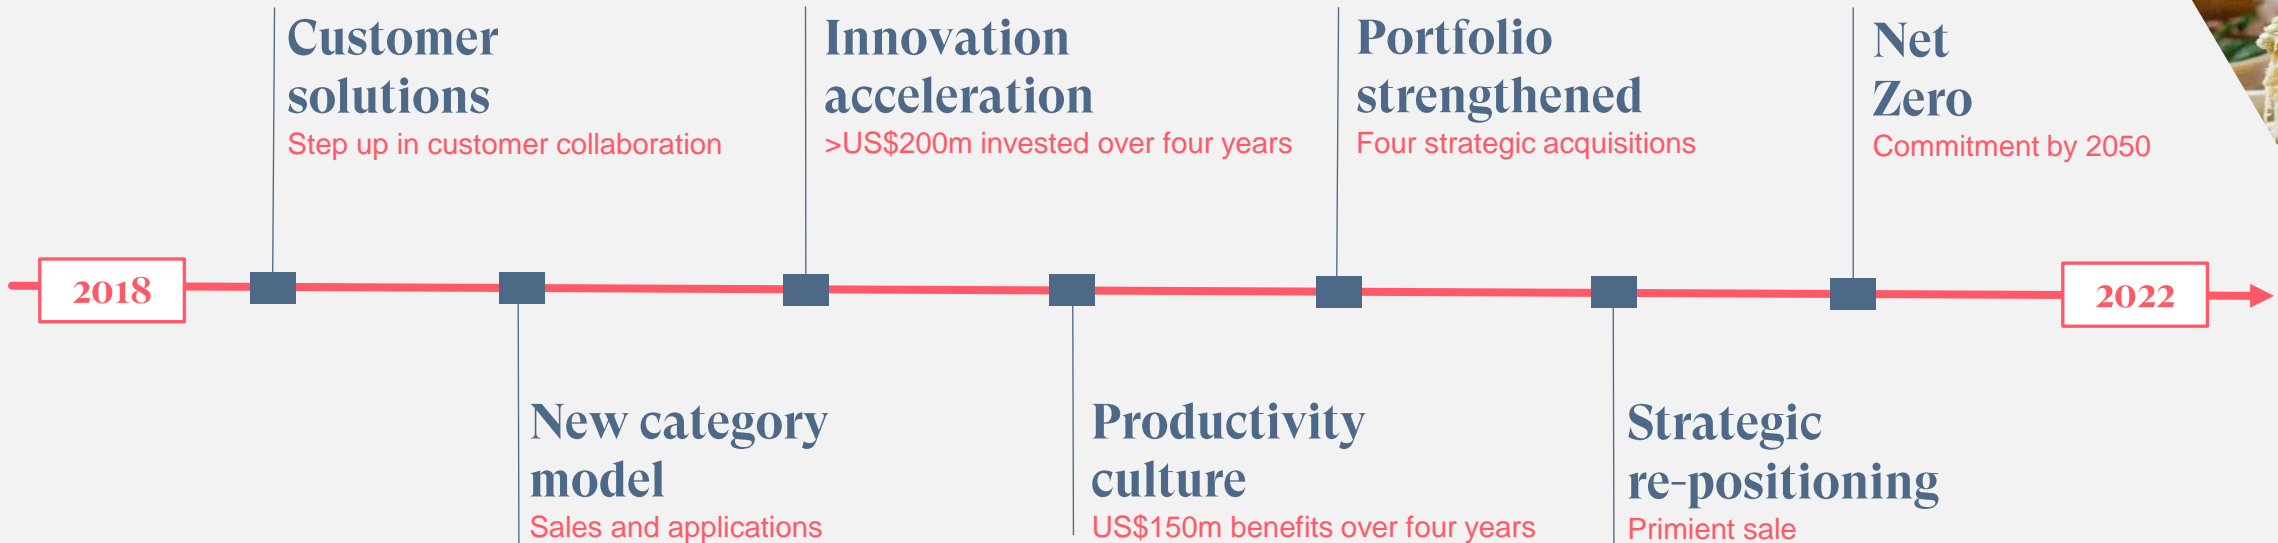 Customer
solutions
Step up in customer collaboration
Innovation
acceleration
>US$200m invested over four years
Portfolio
strengthened
Four strategic acquisitions
Net
Zero
Commitment by 2050
2018
2022
New category
model
Sales and applications
Productivity
culture
US$150m benefits over four years
Strategic
re-positioning
Primient sale